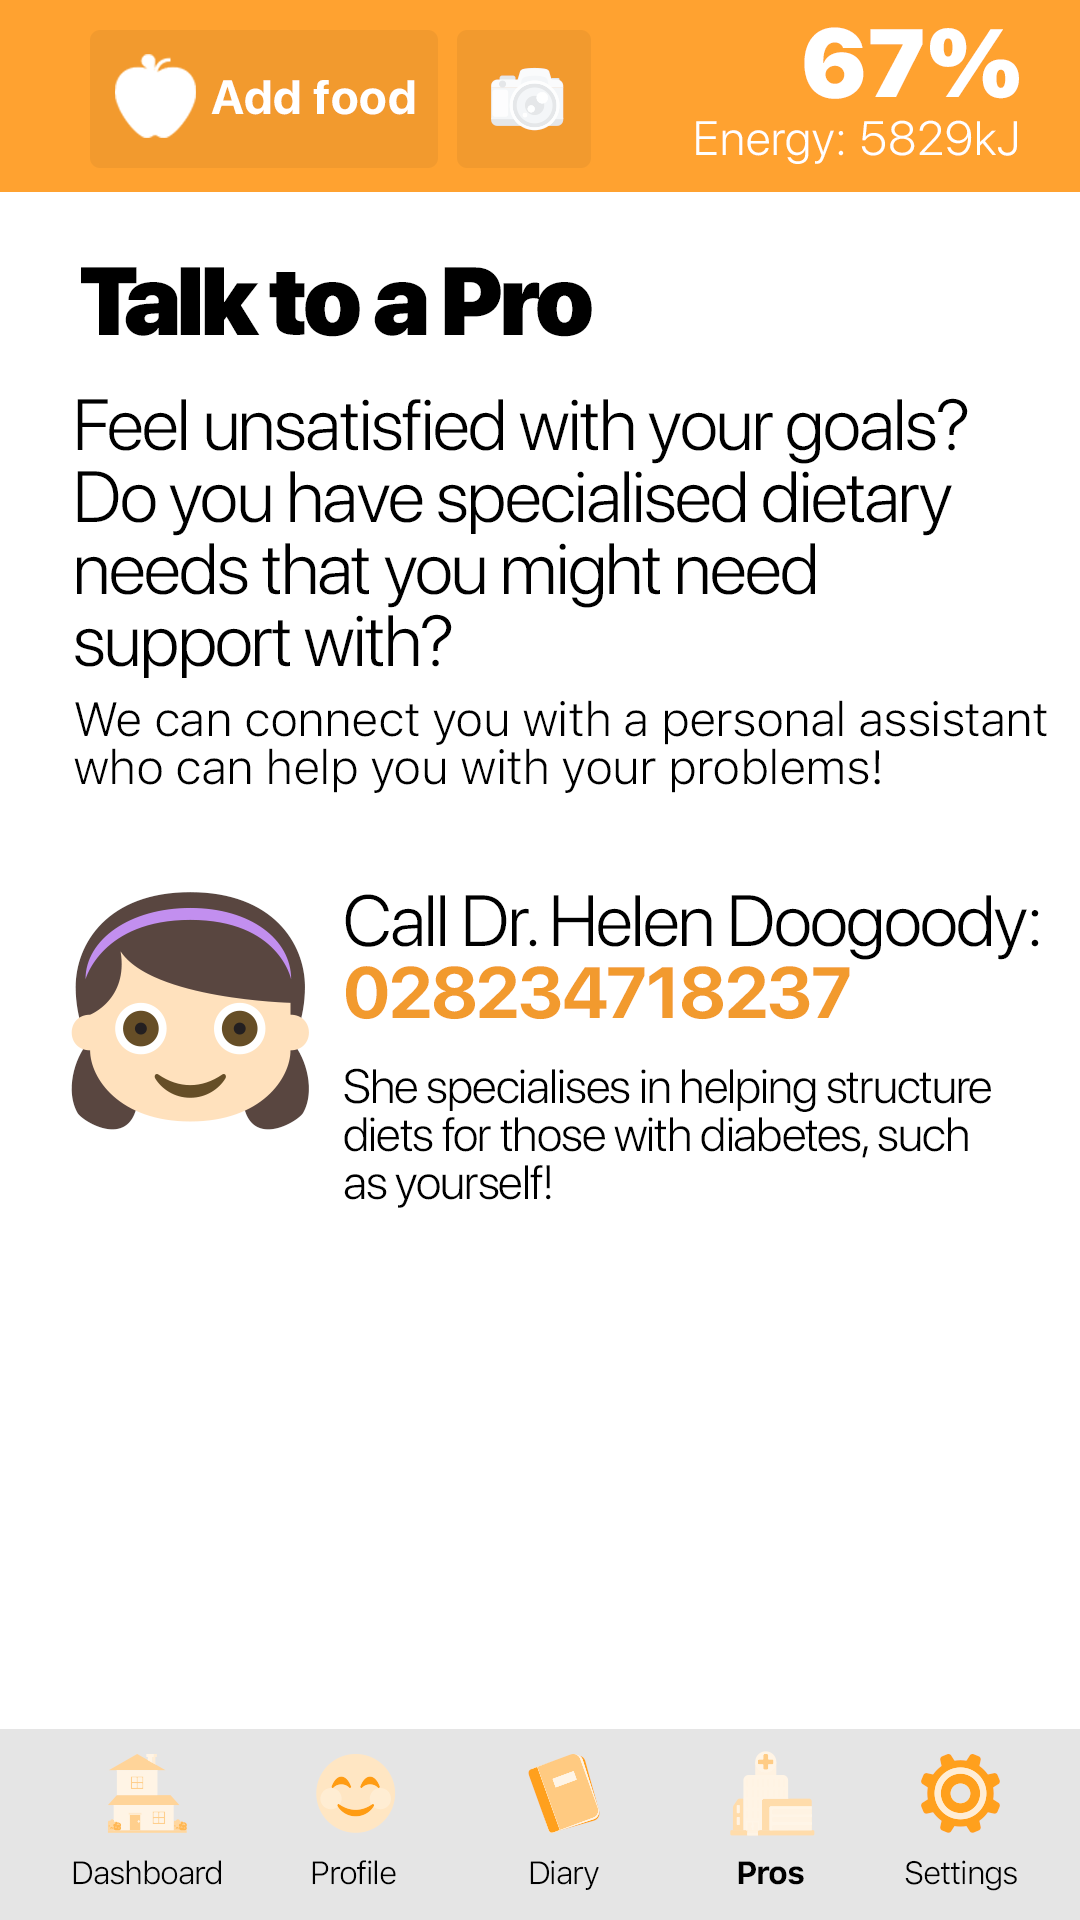 Add food
67%
Energy: 5829kJ
Talk to a Pro
Feel unsatisfied with your goals?
Do you have specialised dietary
needs that you might need
support with?
We can connect you with a personal assistant
who can help you with your problems!
Call Dr. Helen Doogoody:
028234718237
She specialises in helping structure
diets for those with diabetes, such
as yourself!
Dashboard
Profile
Diary
Pros
Settings